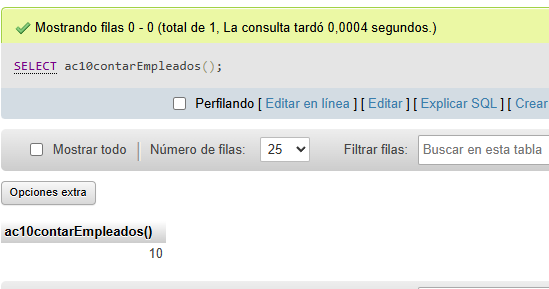 Mostrando filas 0 - 0 (total de 1, La consulta tardó 0,0004 segundos.)
SELECT ac10contarEmpleados();
Perfilando [ Editar en línea ] [ Editar ] [ Explicar SQL ] [ Crear
Mostrar todo | Número de filas: 25 Filtrar filas: Buscar en esta tabla
Opciones extra
ac10contarEmpleados()
10